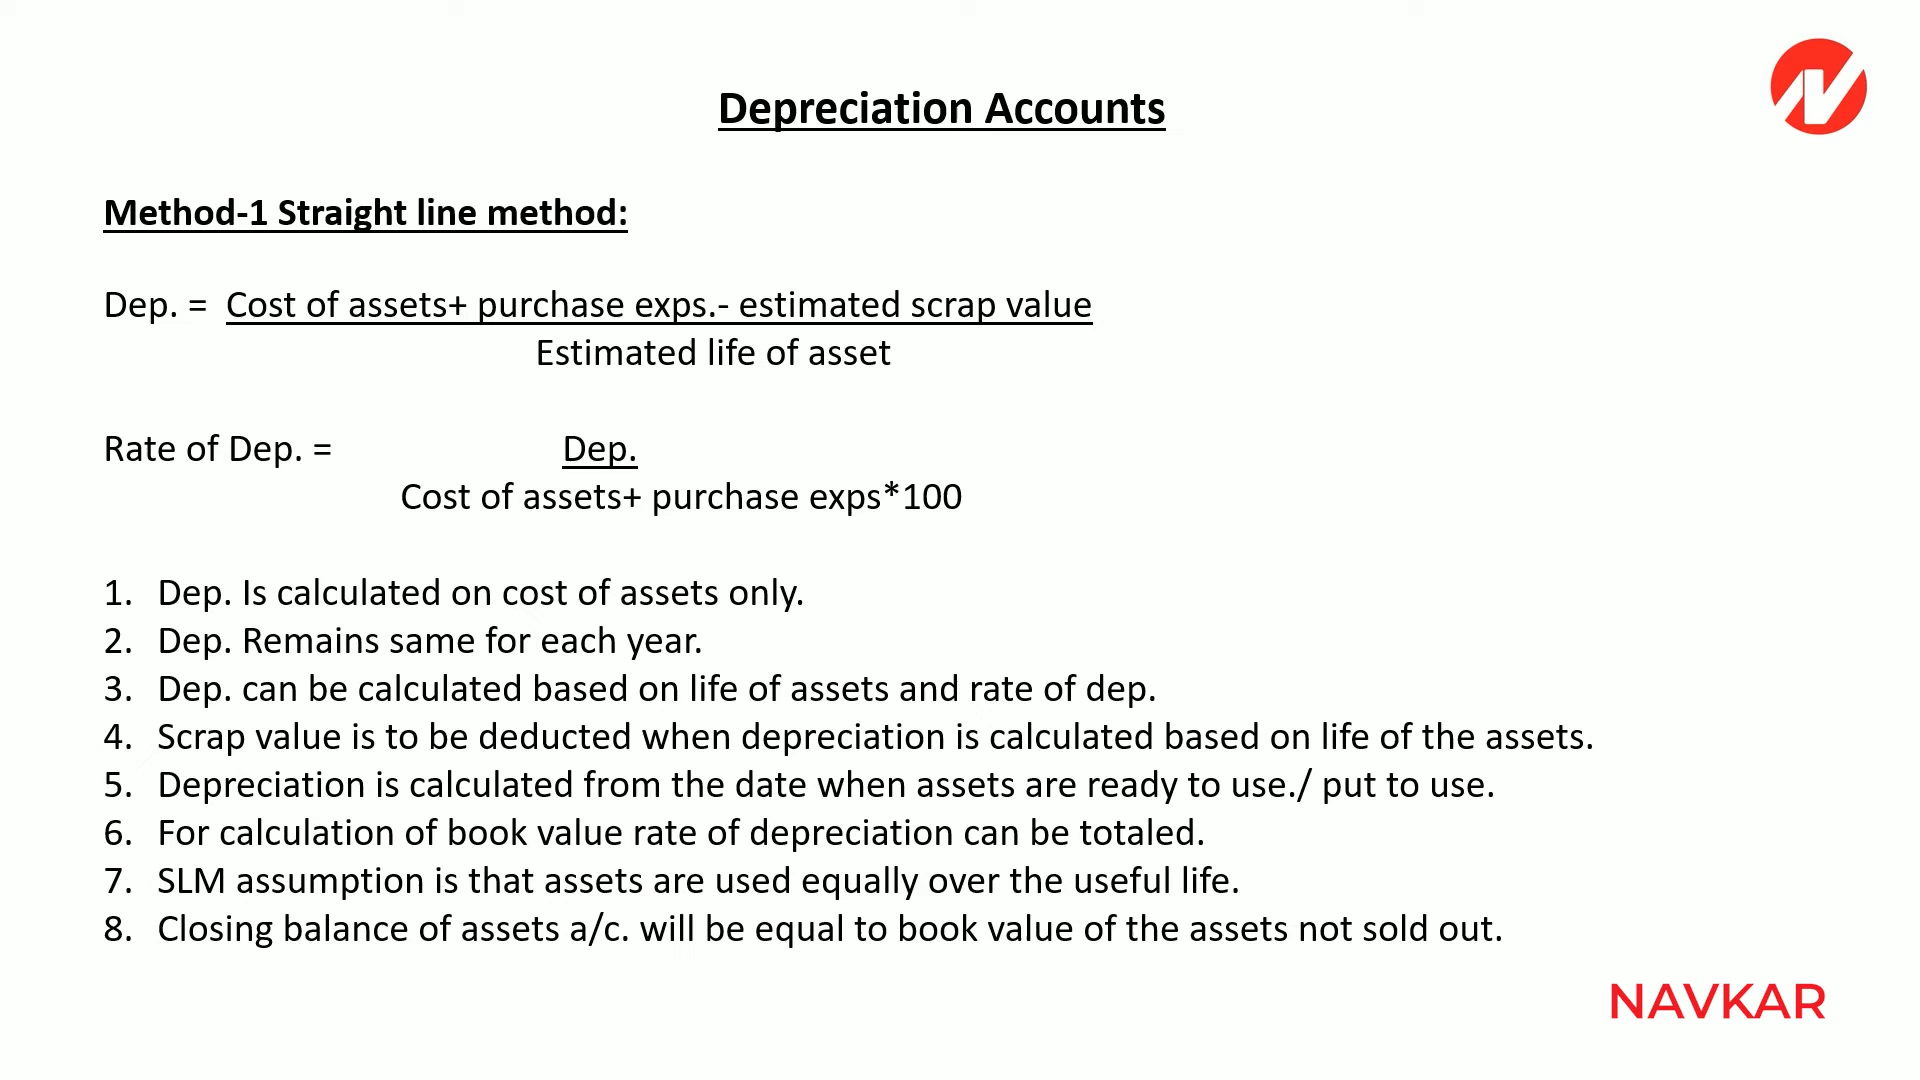 Depreciation Accounts
Method-1 Straight line method:
Dep. = Cost of assets+ purchase exps.- estimated scrap value
Estimated life of asset
Rate of Dep. = Dep.
Cost of assets+ purchase exps*100
1. Dep. Is calculated on cost of assets only.
2. Dep. Remains same for each year.
3. Dep. can be calculated based on life of assets and rate of dep.
4. Scrap value is to be deducted when depreciation is calculated based on life of the assets.
5. Depreciation is calculated from the date when assets are ready to use./ put to use.
6. For calculation of book value rate of depreciation can be totaled.
7. SLM assumption is that assets are used equally over the useful life.
8. Closing balance of assets a/c. will be equal to book value of the assets not sold out.
NAVKAR